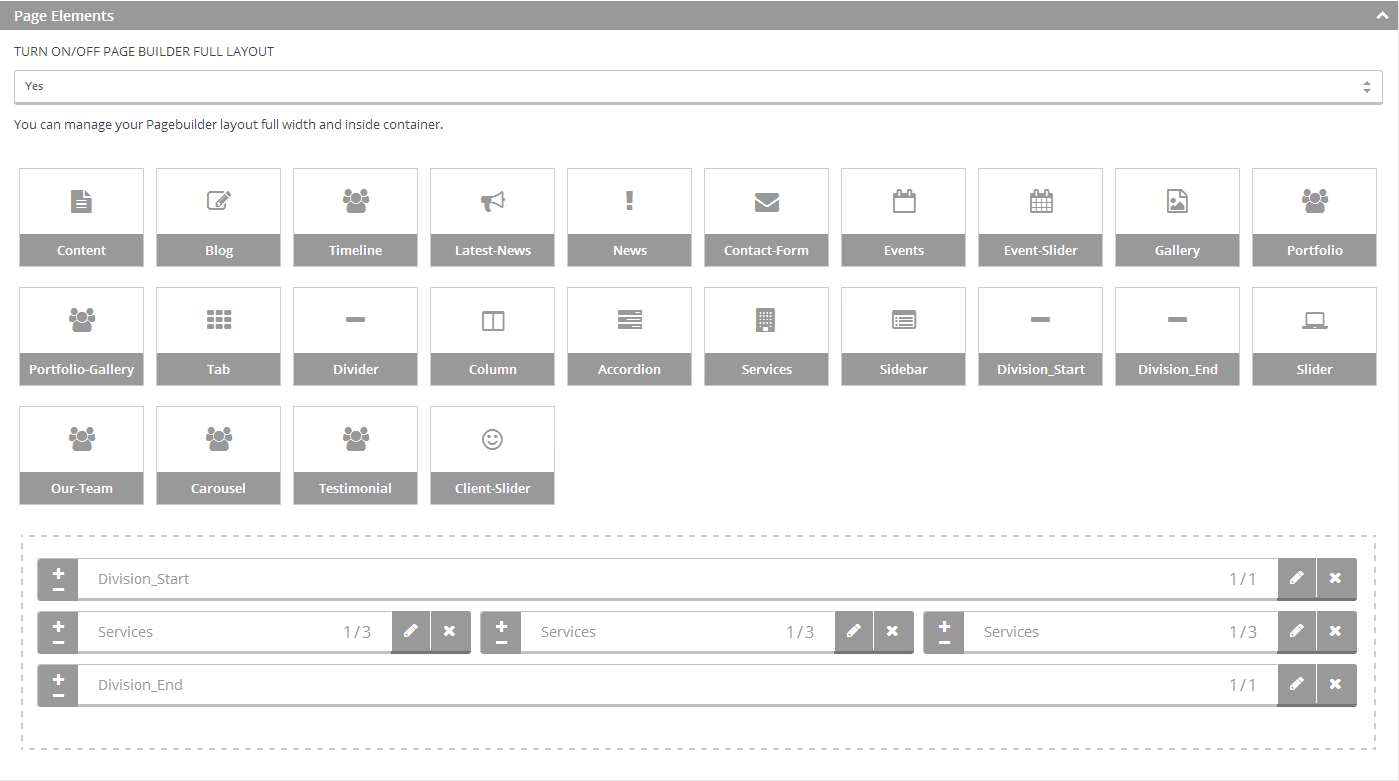 Page Elements
TURN ON/OFF PAGE BUILDER FULL LAYOUT
Yes
You can manage your Pagebuilder layout full width and inside container.
Content Blog Timeline Latest-News News Contact-Form Events Event-Slider Gallery Portfolio
Portfolio-Gallery Tab Divider Column Accordion Services Sidebar Division_Start Division_End Slider
Our-Team Carousel Testimonial Client-Slider
Division_Start 1/1
Services 1/3 Services 1/3 Services 1/3
Division_End 1/1